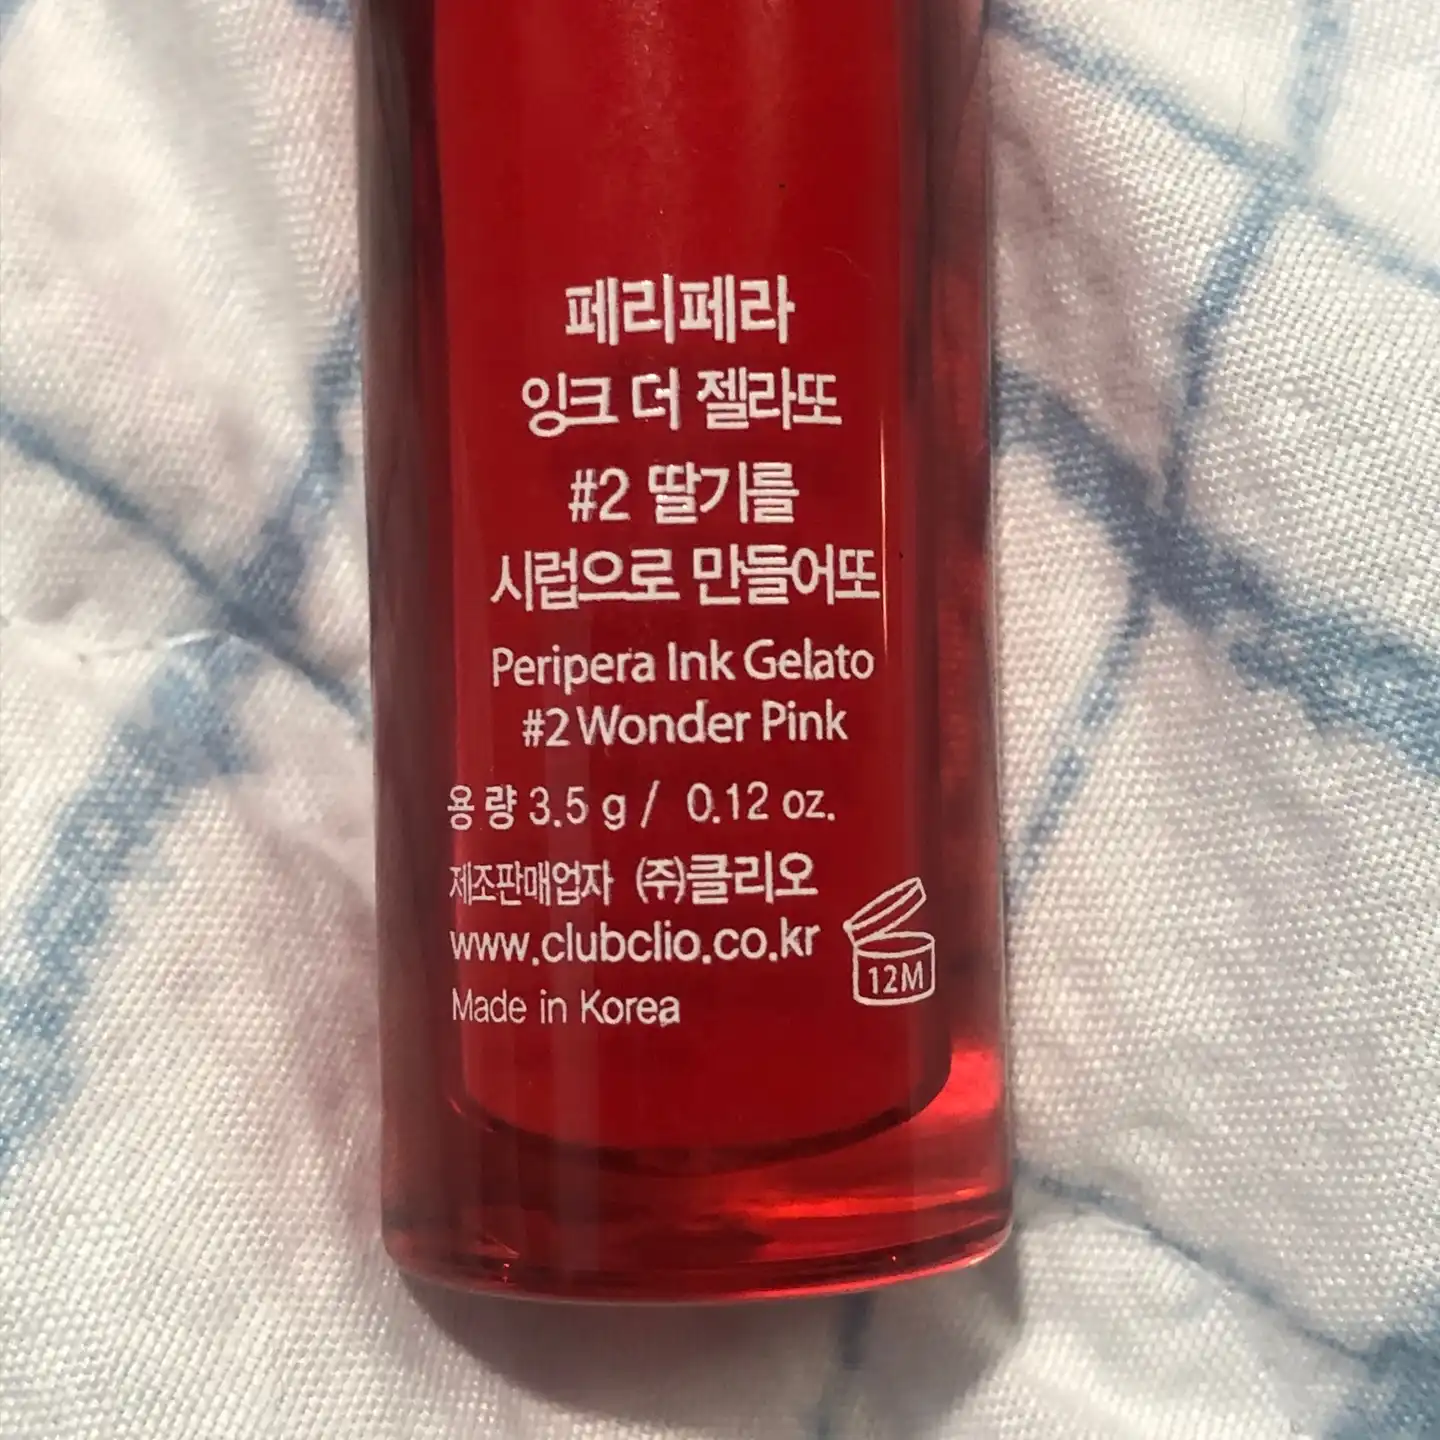 페리페라
잉크 더 젤라또
#2 딸기를
시럽으로 만들어또
Peripera Ink Gelato
#2 Wonder Pink
용량 3.5 g / 0.12 oz.
제조판매업자 ㈜클리오
www.clubclio.co.kr
12M
Made in Korea